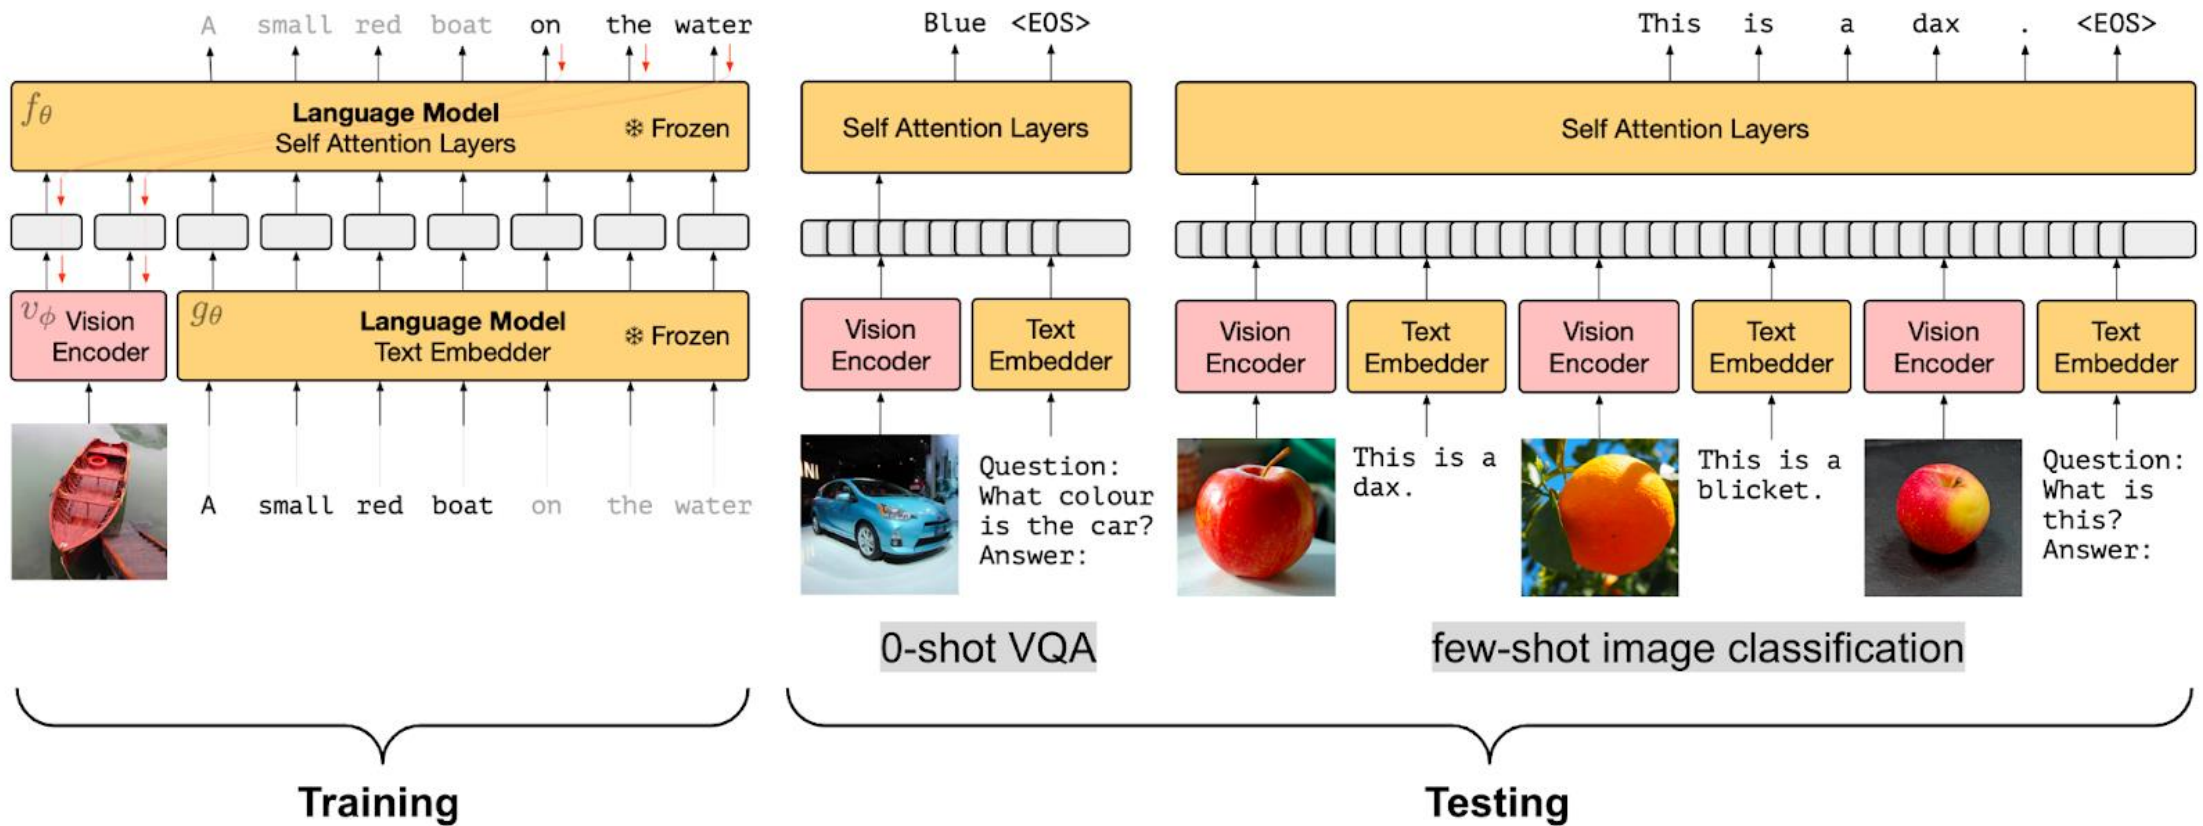 A small red boat on the water
fθ
Language Model
Self Attention Layers
❄ Frozen
vϕ Vision
Encoder
gθ
Language Model
Text Embedder
❄ Frozen
A small red boat on the water
Training
Blue <EOS>
Self Attention Layers
Vision
Encoder
Text
Embedder
Question:
What colour
is the car?
Answer:
0-shot VQA
This is a dax . <EOS>
Self Attention Layers
Vision
Encoder
Text
Embedder
Vision
Encoder
Text
Embedder
Vision
Encoder
Text
Embedder
This is a
dax.
This is a
blicket.
Question:
What is
this?
Answer:
few-shot image classification
Testing